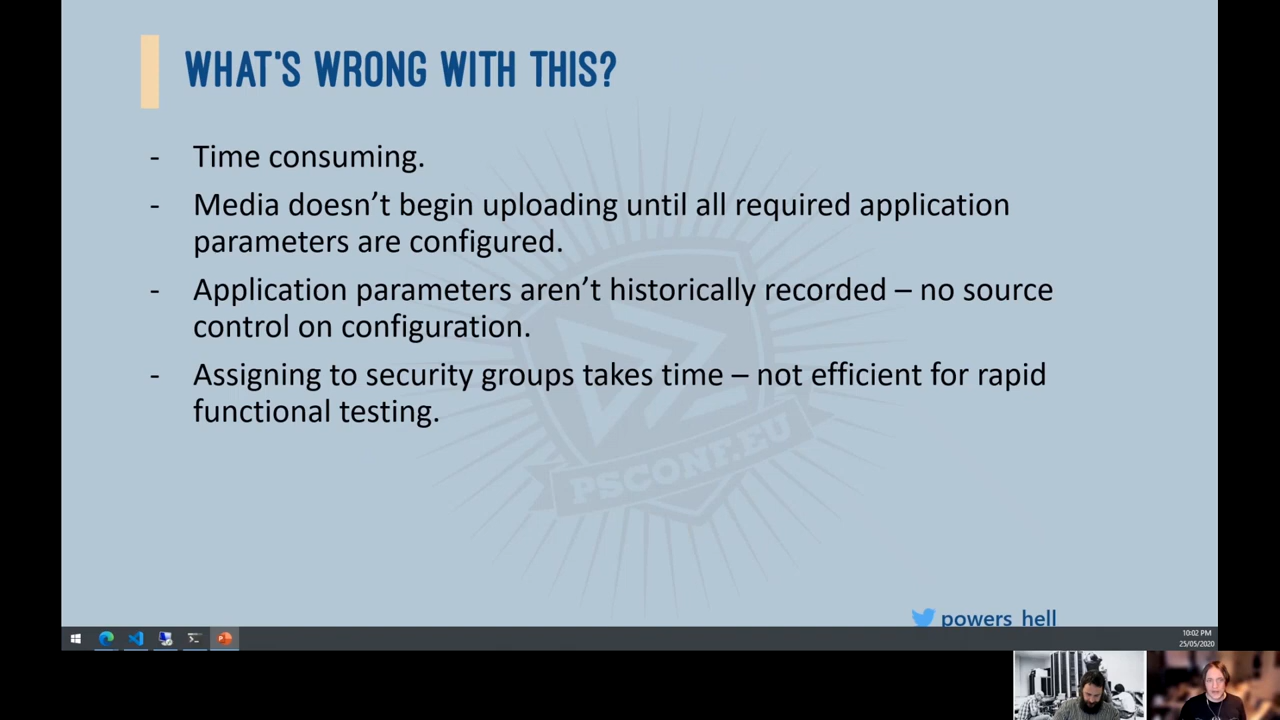 WHAT'S WRONG WITH THIS?
- Time consuming.
- Media doesn’t begin uploading until all required application
parameters are configured.
- Application parameters aren’t historically recorded – no source
control on configuration.
- Assigning to security groups takes time – not efficient for rapid
functional testing.
PSCONF.EU
powers_hell
10:02 PM
25/05/2020